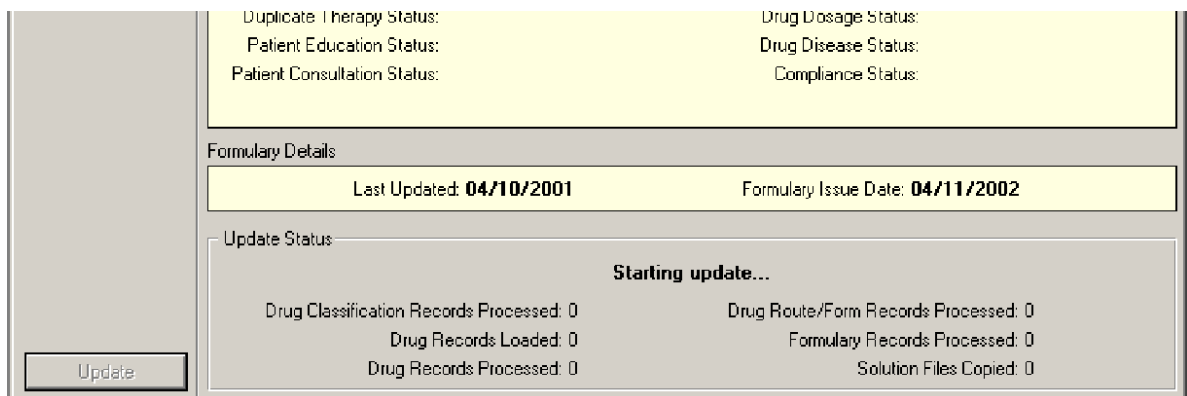 Duplicate Therapy Status: Drug Dosage Status:
Patient Education Status: Drug Disease Status:
Patient Consultation Status: Compliance Status:
Formulary Details
Last Updated: 04/10/2001 Formulary Issue Date: 04/11/2002
Update Status
Starting update...
Drug Classification Records Processed: 0 Drug Route/Form Records Processed: 0
Drug Records Loaded: 0 Formulary Records Processed: 0
Update Drug Records Processed: 0 Solution Files Copied: 0